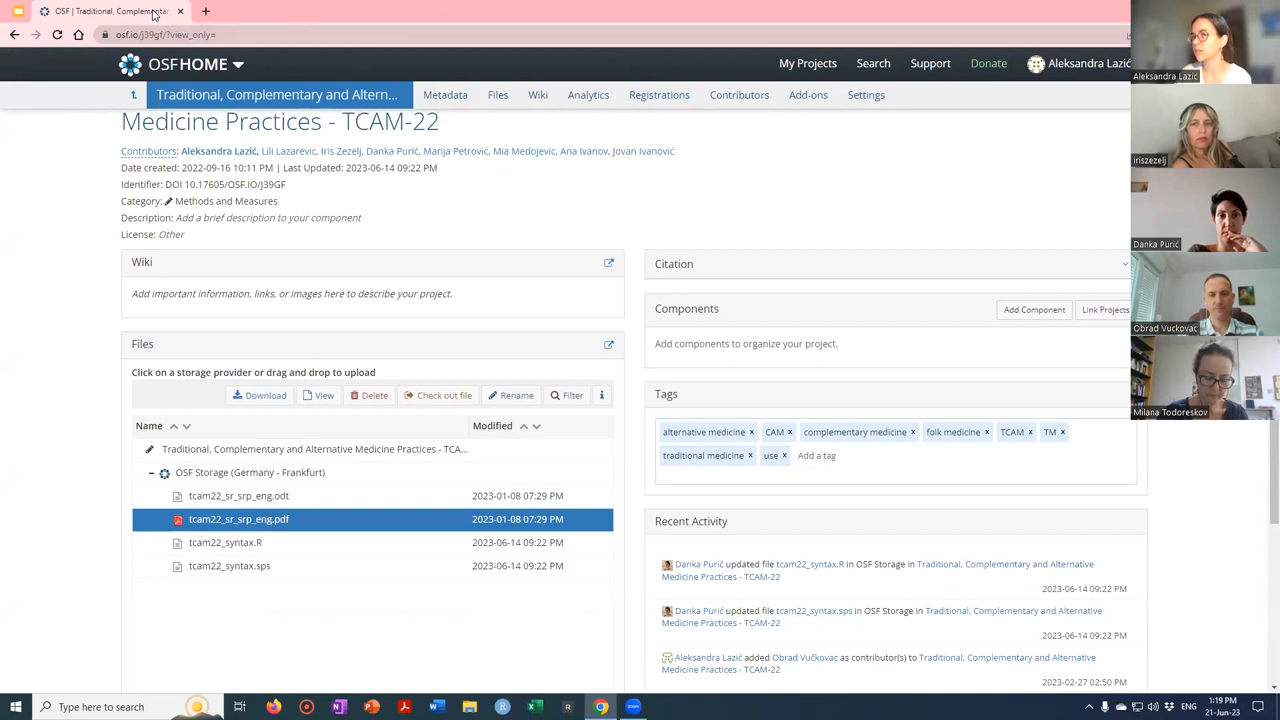 OSF | Traditional, Complementar
osf.io/j39gf/?view_only=
OSFHOME
My Projects
Search
Support
Donate
Aleksandra Lazić
Traditional, Complementary and Altern...
Metadata
Files
Wiki
Analytics
Registrations
Contributors
Add-ons
Settings
Medicine Practices - TCAM-22
Contributors: Aleksandra Lazić, Lili Lazarevic, Iris Zezelj, Danka Purić, Marija Petrović, Mia Medojevic, Ana Ivanov, Jovan Ivanović
Date created: 2022-09-16 10:11 PM | Last Updated: 2023-06-14 09:22 PM
Identifier: DOI 10.17605/OSF.IO/J39GF
Category: Methods and Measures
Description: Add a brief description to your component
License: Other
Wiki
Add important information, links, or images here to describe your project.
Files
Click on a storage provider or drag and drop to upload
Download
View
Delete
Check out file
Rename
Filter
Name
Modified
Traditional, Complementary and Alternative Medicine Practices - TCA...
OSF Storage (Germany - Frankfurt)
tcam22_sr_srp_eng.odt 2023-01-08 07:29 PM
tcam22_sr_srp_eng.pdf 2023-01-08 07:29 PM
tcam22_syntax.R 2023-06-14 09:22 PM
tcam22_syntax.sps 2023-06-14 09:22 PM
Citation
Components
Add Component
Link Projects
Add components to organize your project.
Tags
alternative medicine x
CAM x
complementary medicine x
folk medicine x
TCAM x
TM x
traditional medicine x
use x
Add a tag
Recent Activity
Danka Purić updated file tcam22_syntax.R in OSF Storage in Traditional, Complementary and Alternative
Medicine Practices - TCAM-22
2023-06-14 09:22 PM
Danka Purić updated file tcam22_syntax.sps in OSF Storage in Traditional, Complementary and Alternative
Medicine Practices - TCAM-22
2023-06-14 09:22 PM
Aleksandra Lazić added Obrad Vučkovac as contributor(s) to Traditional, Complementary and Alternative
Medicine Practices - TCAM-22
2023-02-27 02:50 PM
Aleksandra Lazić
iriszezelj
Danka Purić
Obrad Vuckovac
Milana Todoreskov
Type here to search
ENG
1:19 PM
21-Jun-23